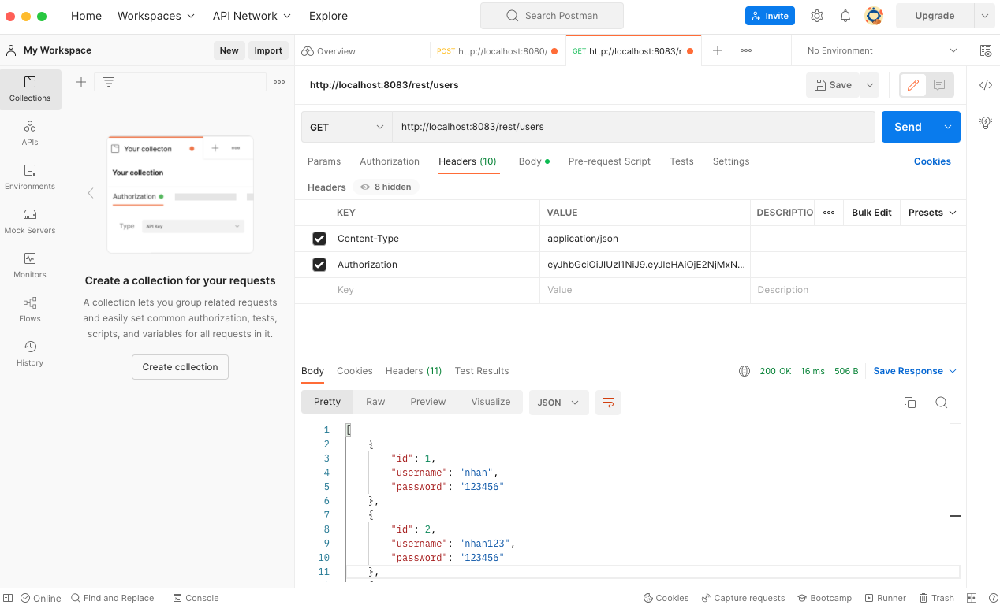 Home Workspaces API Network Explore Search Postman Invite Upgrade
My Workspace New Import
Overview POST http://localhost:8080/ GET http://localhost:8083/r No Environment
Collections
APIs
Environments
Mock Servers
Monitors
Flows
History
Your collecton
Your collection
Authorization
Type API Key
Create a collection for your requests
A collection lets you group related requests
and easily set common authorization, tests,
scripts, and variables for all requests in it.
Create collection
http://localhost:8083/rest/users Save
GET http://localhost:8083/rest/users Send
Params Authorization Headers (10) Body Pre-request Script Tests Settings Cookies
Headers 8 hidden
KEY VALUE DESCRIPTIO Bulk Edit Presets
Content-Type application/json
Authorization eyJhbGciOiJIUzI1NiJ9.eyJleHAiOjE2NjMxN...
Key Value Description
Body Cookies Headers (11) Test Results 200 OK 16 ms 506 B Save Response
Pretty Raw Preview Visualize JSON
1 [
2 {
3 "id": 1,
4 "username": "nhan",
5 "password": "123456"
6 },
7 {
8 "id": 2,
9 "username": "nhan123",
10 "password": "123456"
11 },
Online Find and Replace Console Cookies Capture requests Bootcamp Runner Trash